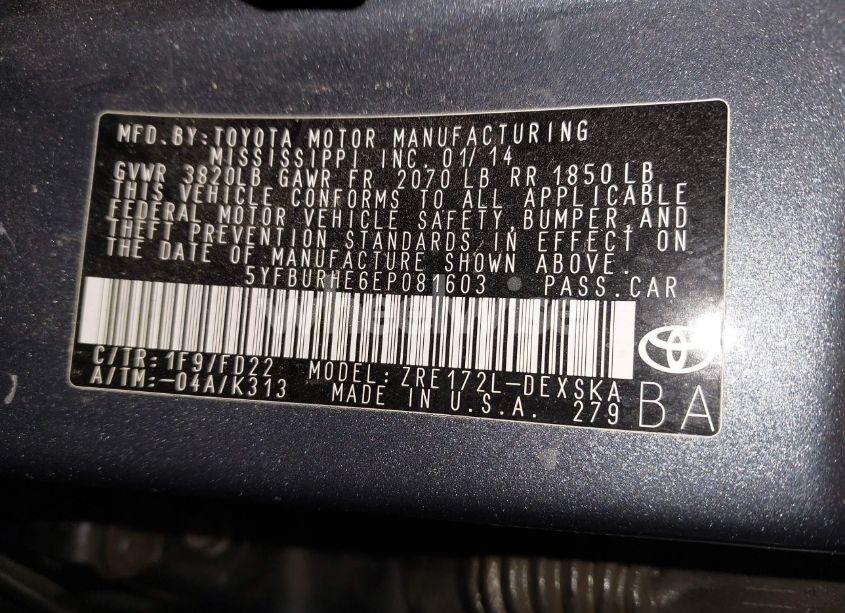 MFD.BY:TOYOTA MOTOR MANUFACTURING
MISSISSIPPI INC. 01/14
GVWR 3820LB GAWR FR 2070 LB RR 1850 LB
THIS VEHICLE CONFORMS TO ALL APPLICABLE
FEDERAL MOTOR VEHICLE SAFETY,BUMPER,AND
THEFT PREVENTION STANDARDS IN EFFECT ON
THE DATE OF MANUFACTURE SHOWN ABOVE.
5YFBURHE6EP081603 PASS.CAR
C/TR:1F9/FD22 MODEL:ZRE172L-DEXSKA
A/TM:-04A/K313 MADE IN U.S.A. 279
BA